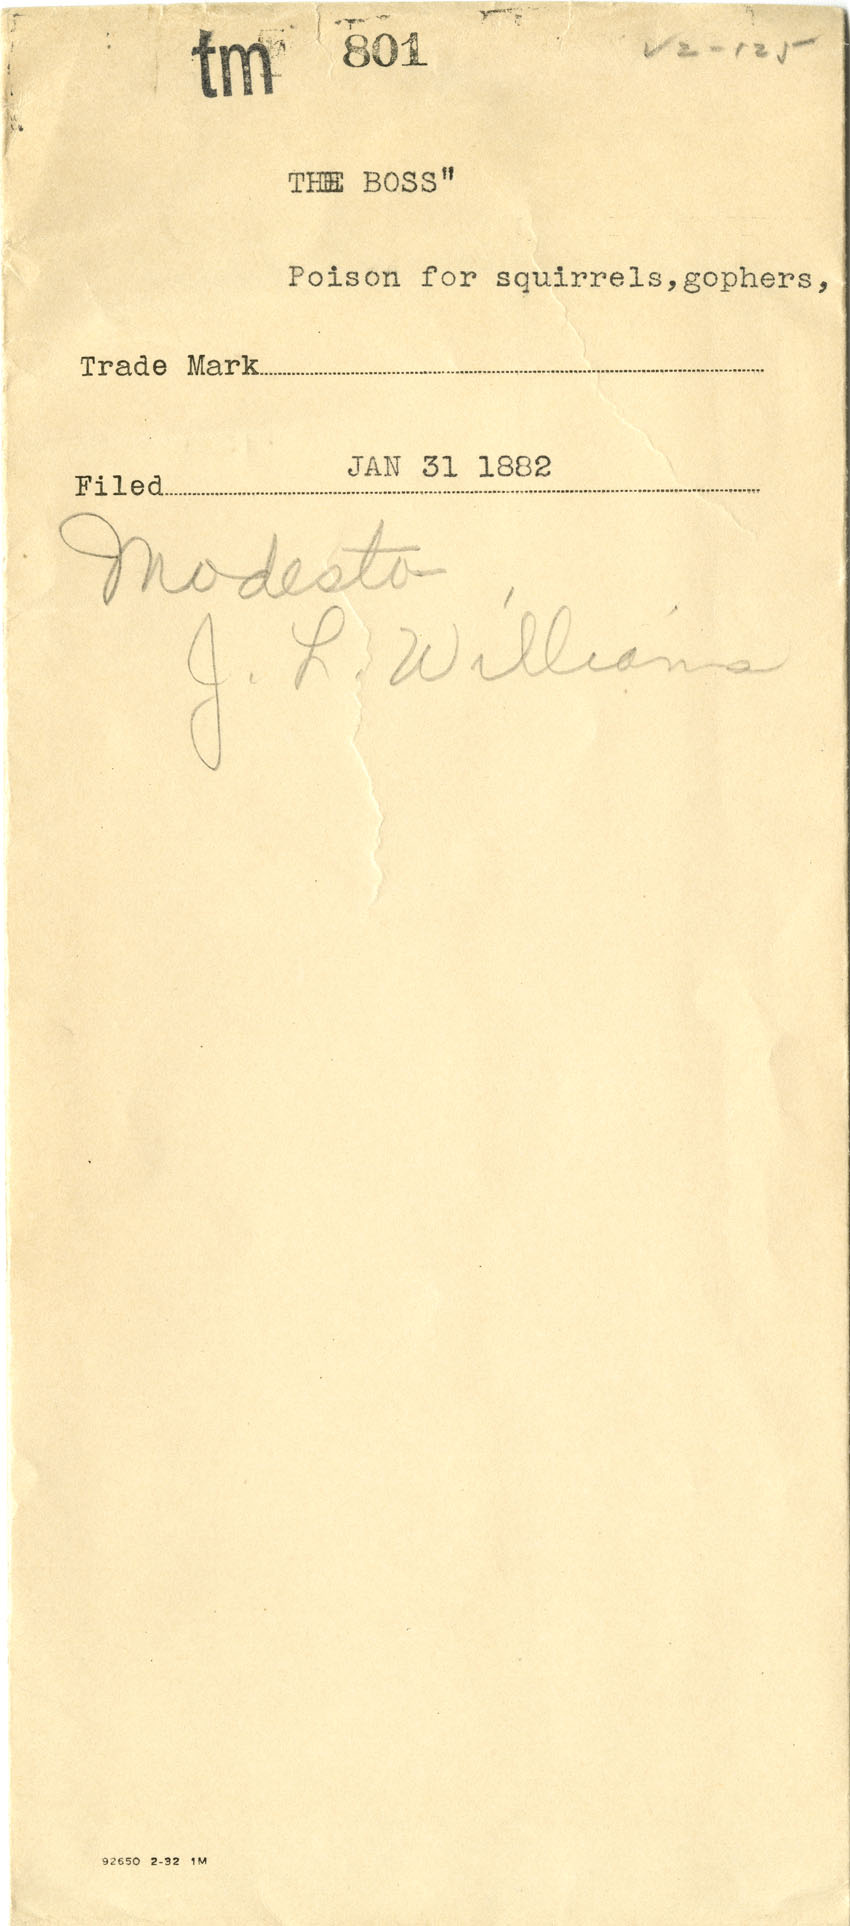 tm 801 V2-125
THE BOSS"
Poison for squirrels,gophers,
Trade Mark
JAN 31 1882
Filed
Modesto
J. L. Williams
92650 2-32 1M